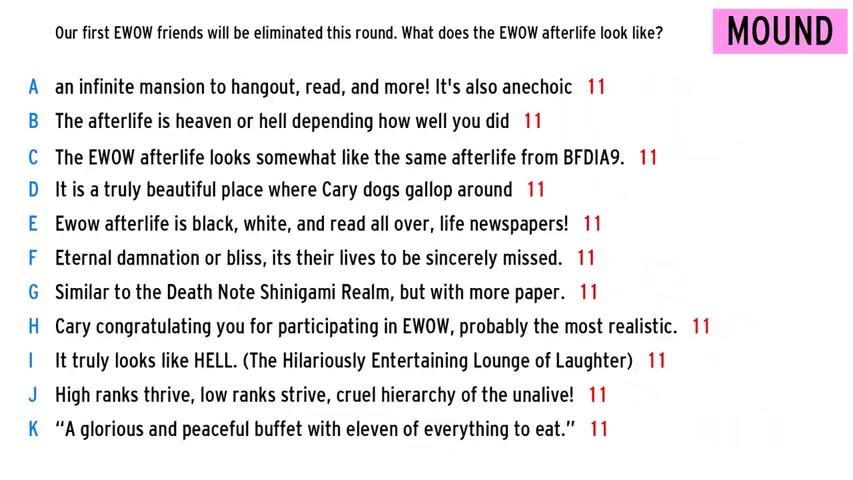 Our first EWOW friends will be eliminated this round. What does the EWOW afterlife look like?
MOUND
A an infinite mansion to hangout, read, and more! It's also anechoic 11
B The afterlife is heaven or hell depending how well you did 11
C The EWOW afterlife looks somewhat like the same afterlife from BFDIA9. 11
D It is a truly beautiful place where Cary dogs gallop around 11
E Ewow afterlife is black, white, and read all over, life newspapers! 11
F Eternal damnation or bliss, its their lives to be sincerely missed. 11
G Similar to the Death Note Shinigami Realm, but with more paper. 11
H Cary congratulating you for participating in EWOW, probably the most realistic. 11
I It truly looks like HELL. (The Hilariously Entertaining Lounge of Laughter) 11
J High ranks thrive, low ranks strive, cruel hierarchy of the unalive! 11
K “A glorious and peaceful buffet with eleven of everything to eat.” 11